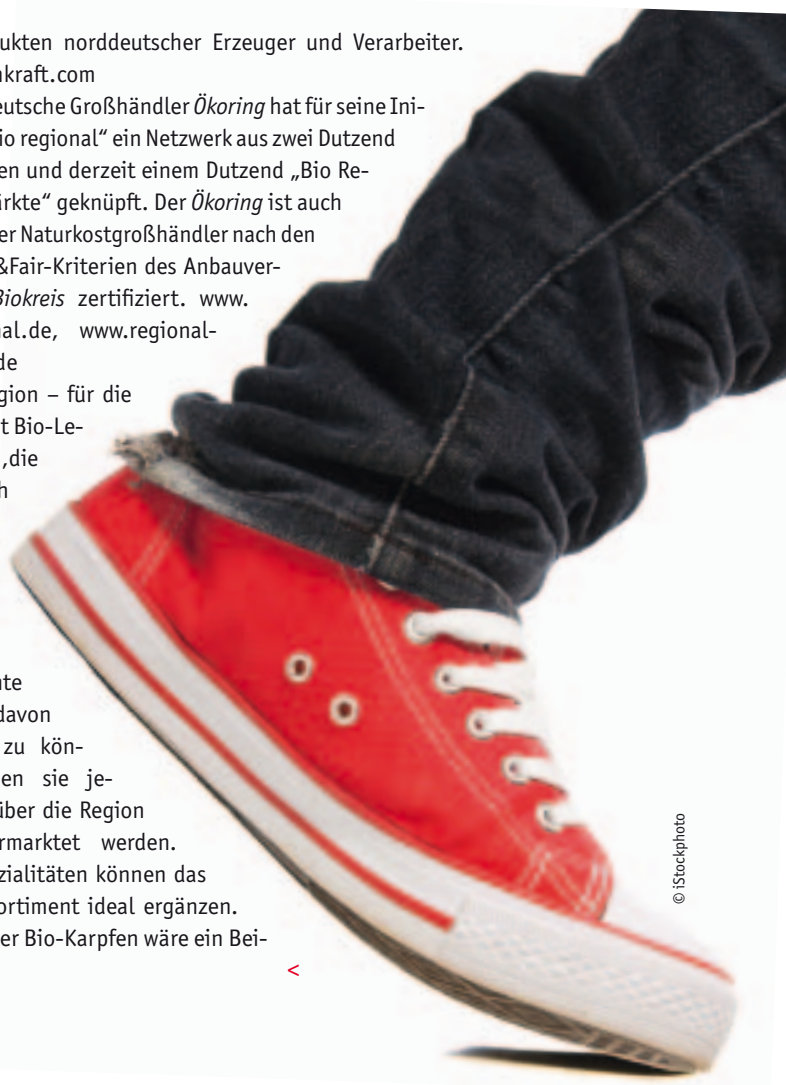 ukten norddeutscher Erzeuger und Verarbeiter.
nkraft.com
eutsche Großhändler Ökoring hat für seine Ini-
io regional“ ein Netzwerk aus zwei Dutzend
en und derzeit einem Dutzend „Bio Re-
ärkte“ geknüpft. Der Ökoring ist auch
er Naturkostgroßhändler nach den
&Fair-Kriterien des Anbauver-
Biokreis zertifiziert. www.
nal.de, www.regional-
de
gion – für die
t Bio-Le-
‚die
h
nte
davon
zu kön-
en sie je-
über die Region
rmarktet werden.
zialitäten können das
ortiment ideal ergänzen.
er Bio-Karpfen wäre ein Bei-
<
© iStockphoto